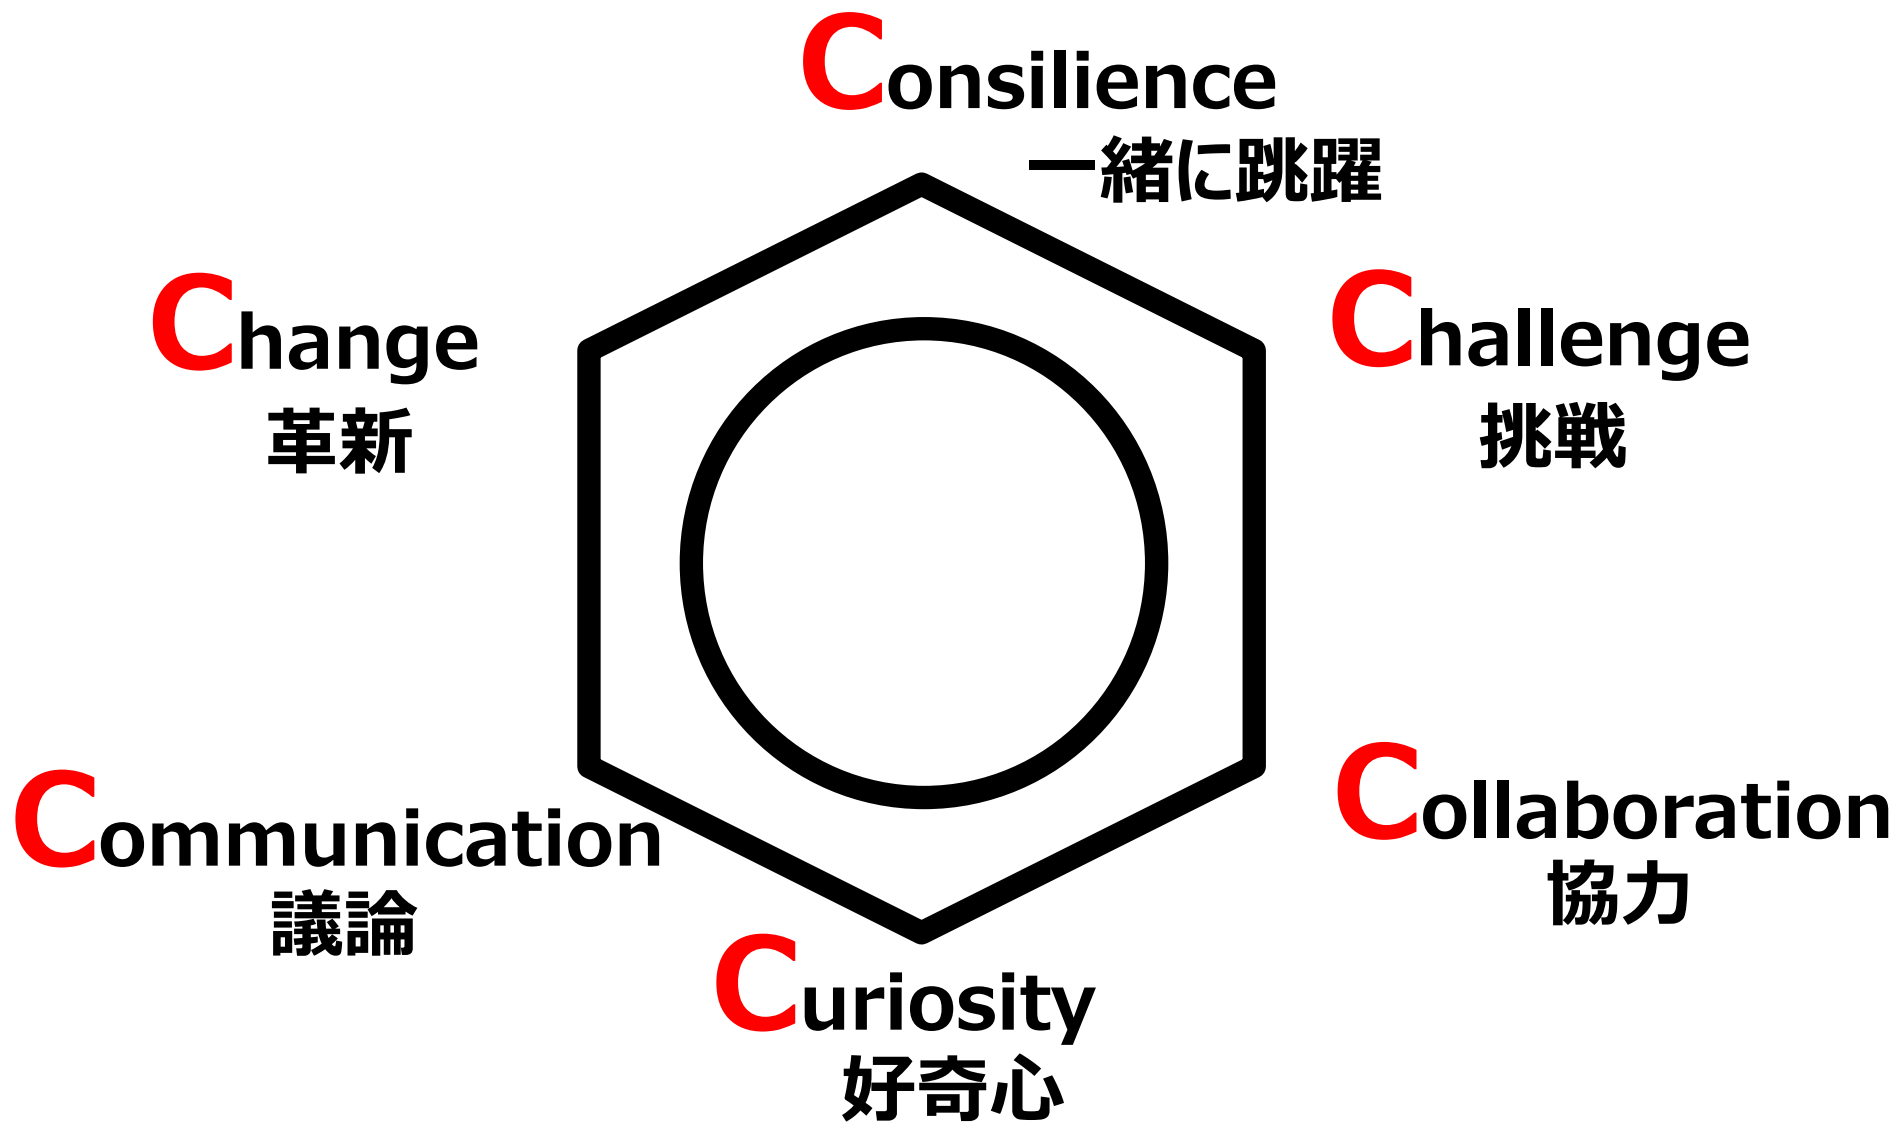 Consilience
一緒に跳躍
Change
革新
Challenge
挑戦
Communication
議論
Collaboration
協力
Curiosity
好奇心